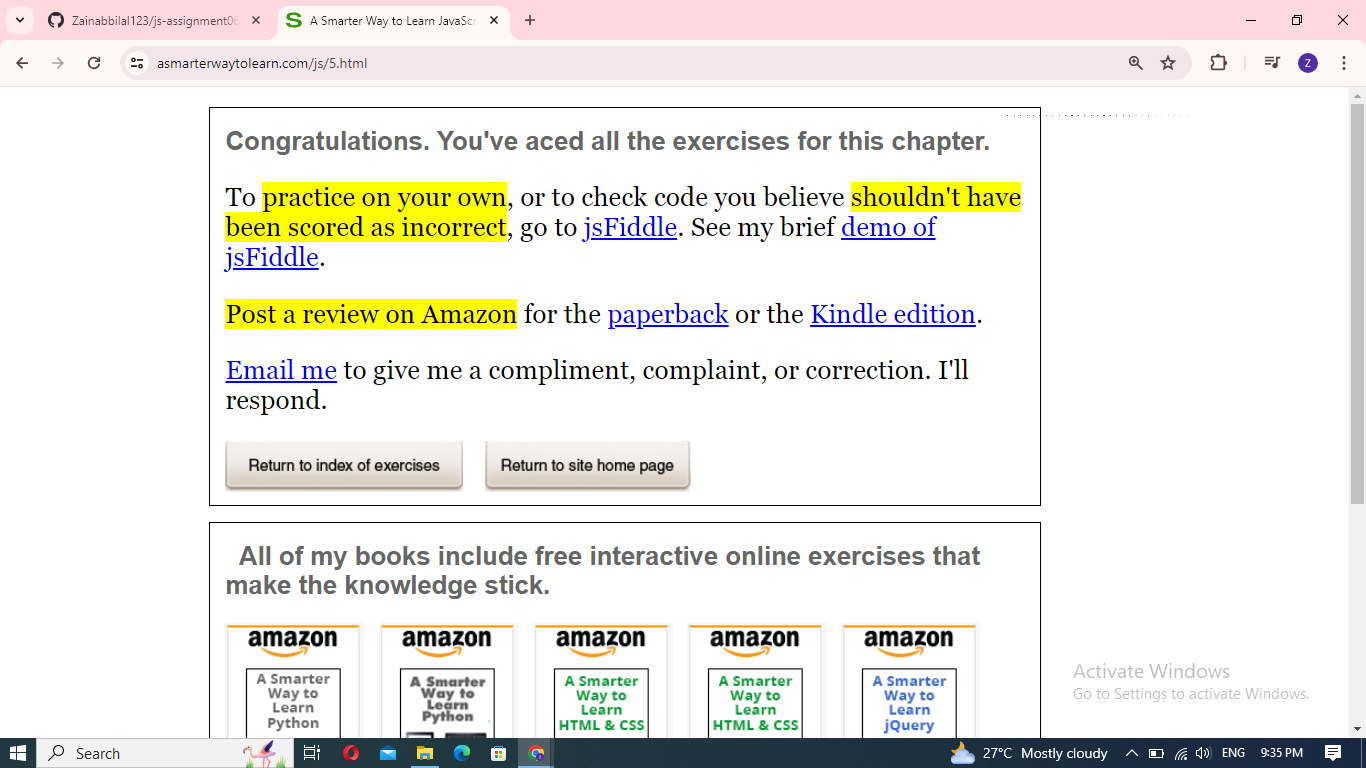 Zainabbilal123/js-assignment06
A Smarter Way to Learn JavaScr
asmarterwaytolearn.com/js/5.html
Z
Congratulations. You've aced all the exercises for this chapter.
To practice on your own, or to check code you believe shouldn't have
been scored as incorrect, go to jsFiddle. See my brief demo of
jsFiddle.
Post a review on Amazon for the paperback or the Kindle edition.
Email me to give me a compliment, complaint, or correction. I'll
respond.
Return to index of exercises
Return to site home page
All of my books include free interactive online exercises that
make the knowledge stick.
amazon
A Smarter
Way to
Learn
Python
amazon
A Smarter
Way to
Learn
Python
amazon
A Smarter
Way to
Learn
HTML & CSS
amazon
A Smarter
Way to
Learn
HTML & CSS
amazon
A Smarter
Way to
Learn
jQuery
Activate Windows
Go to Settings to activate Windows.
Search
27°C Mostly cloudy
ENG
9:35 PM